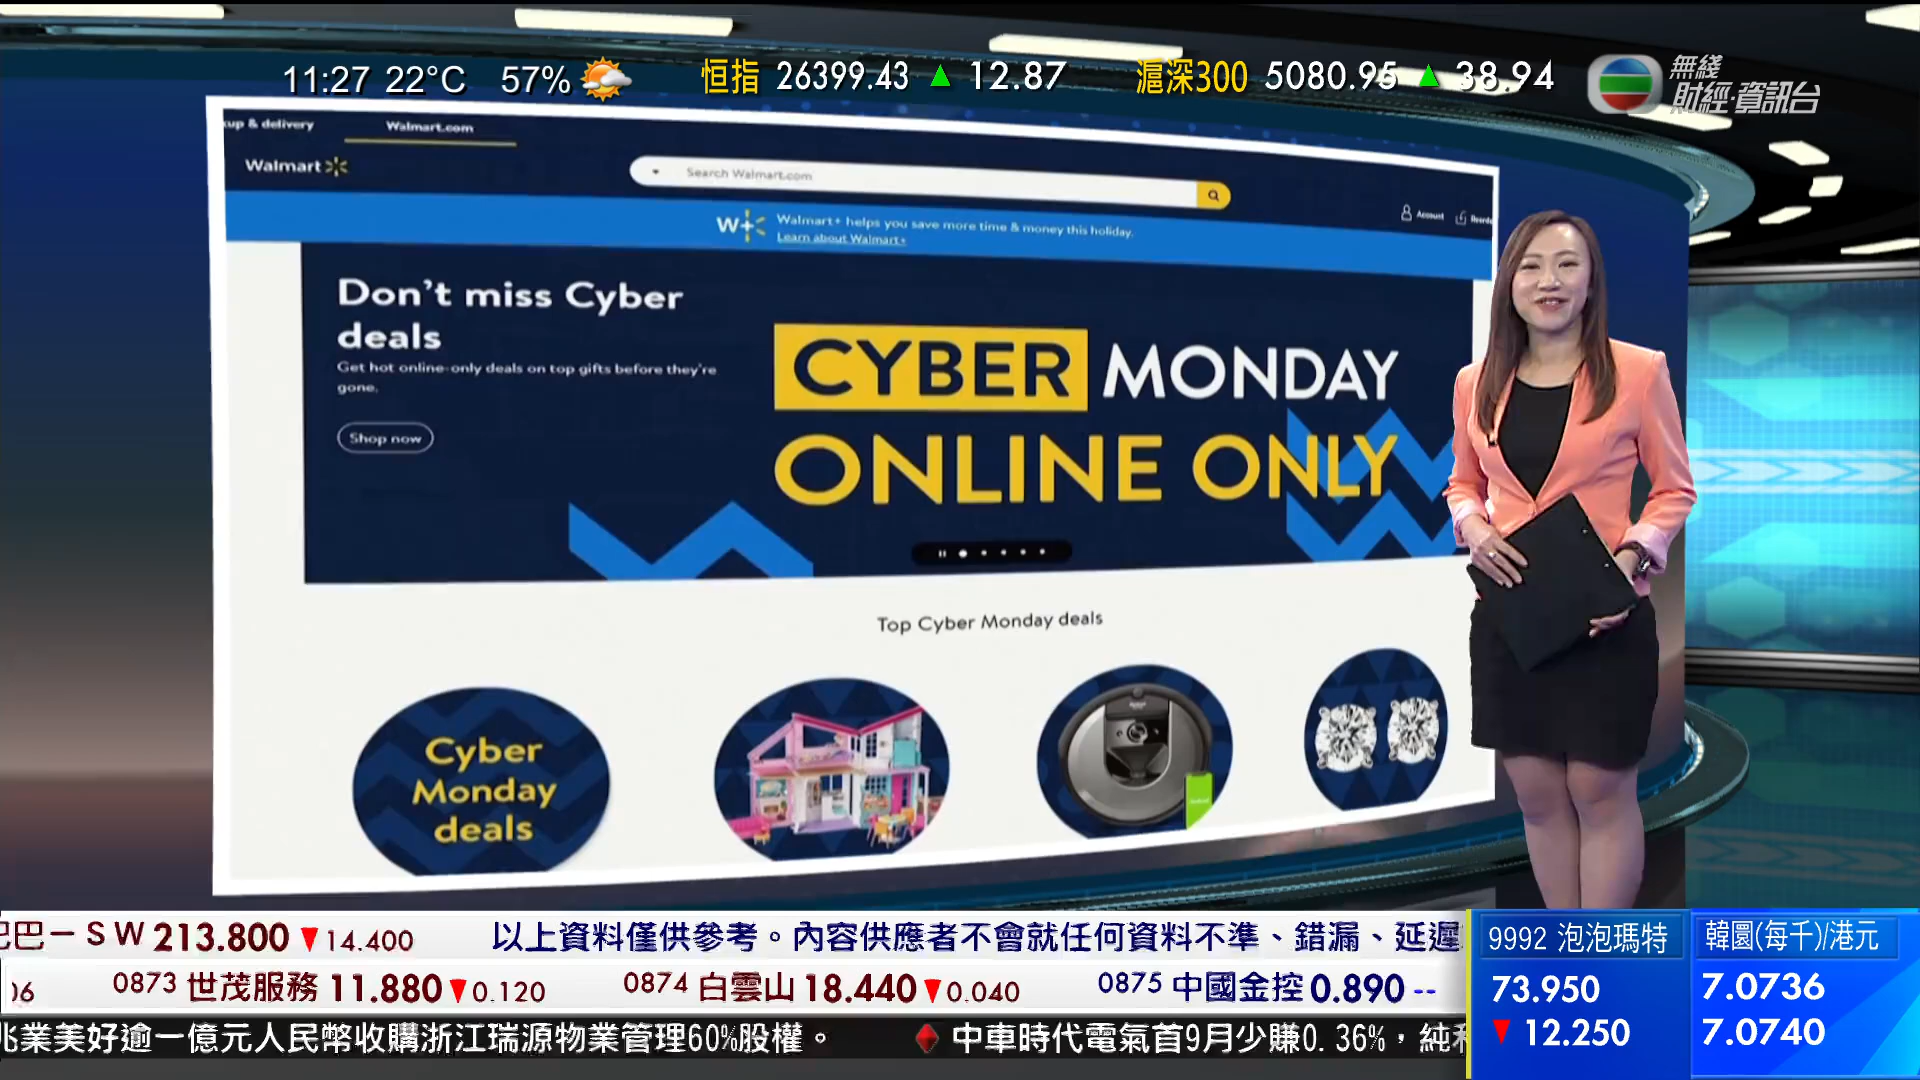 11:27 22°C 57%
恒指 26399.43 ▲ 12.87
滬深300 5080.95 ▲ 38.94
無綫
財經·資訊台
kup & delivery
Walmart.com
Walmart
Search Walmart.com
Account
Reorder
W+
Walmart+ helps you save more time & money this holiday.
Learn about Walmart+
Don't miss Cyber
deals
Get hot online-only deals on top gifts before they're
gone.
Shop now
CYBER MONDAY
ONLINE ONLY
Top Cyber Monday deals
Cyber
Monday
deals
巴巴－ＳＷ 213.800 ▼ 14.400
以上資料僅供參考。內容供應者不會就任何資料不準、錯漏、延遲
06
0873 世茂服務 11.880 ▼ 0.120
0874 白雲山 18.440 ▼ 0.040
0875 中國金控 0.890 --
兆業美好逾一億元人民幣收購浙江瑞源物業管理60%股權。
中車時代電氣首9月少賺0.36%，純利
9992 泡泡瑪特
73.950
▼ 12.250
韓圜(每千)/港元
7.0736
7.0740